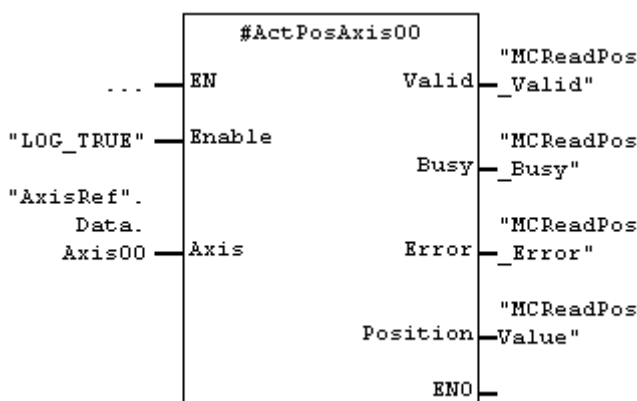 #ActPosAxis00
"MCReadPos
... EN Valid _Valid"
"LOG_TRUE" Enable
"MCReadPos
Busy _Busy"
"AxisRef".
Data.
"MCReadPos
Axis00 Axis Error _Error"
"MCReadPos
Position Value"
ENO